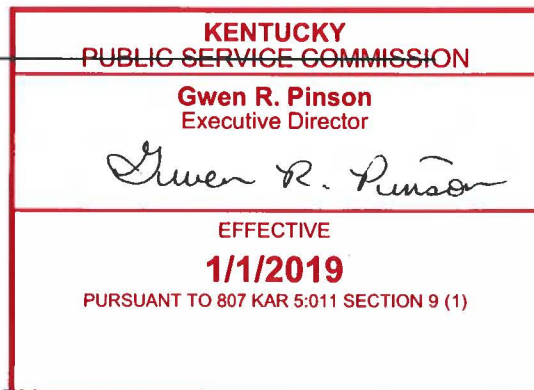 KENTUCKY
PUBLIC SERVICE COMMISSION
Gwen R. Pinson
Executive Director
Gwen R. Pinson
EFFECTIVE
1/1/2019
PURSUANT TO 807 KAR 5:011 SECTION 9 (1)